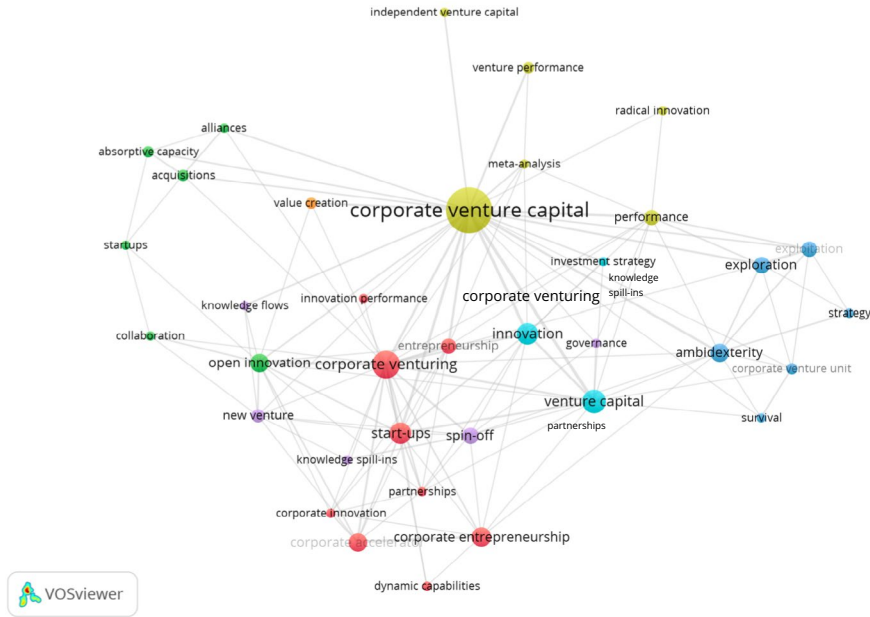 independent venture capital
venture performance
radical innovation
alliances
absorptive capacity
meta-analysis
acquisitions
value creation
corporate venture capital
performance
startups
exploitation
investment strategy
exploration
knowledge
spill-ins
corporate venturing
knowledge flows
innovation performance
strategy
collaboration
entrepreneurship
innovation
governance
open innovation
corporate venturing
ambidexterity
corporate venture unit
new venture
venture capital
survival
start-ups
spin-off
partnerships
knowledge spill-ins
partnerships
corporate innovation
corporate accelerator
corporate entrepreneurship
dynamic capabilities
VOSviewer